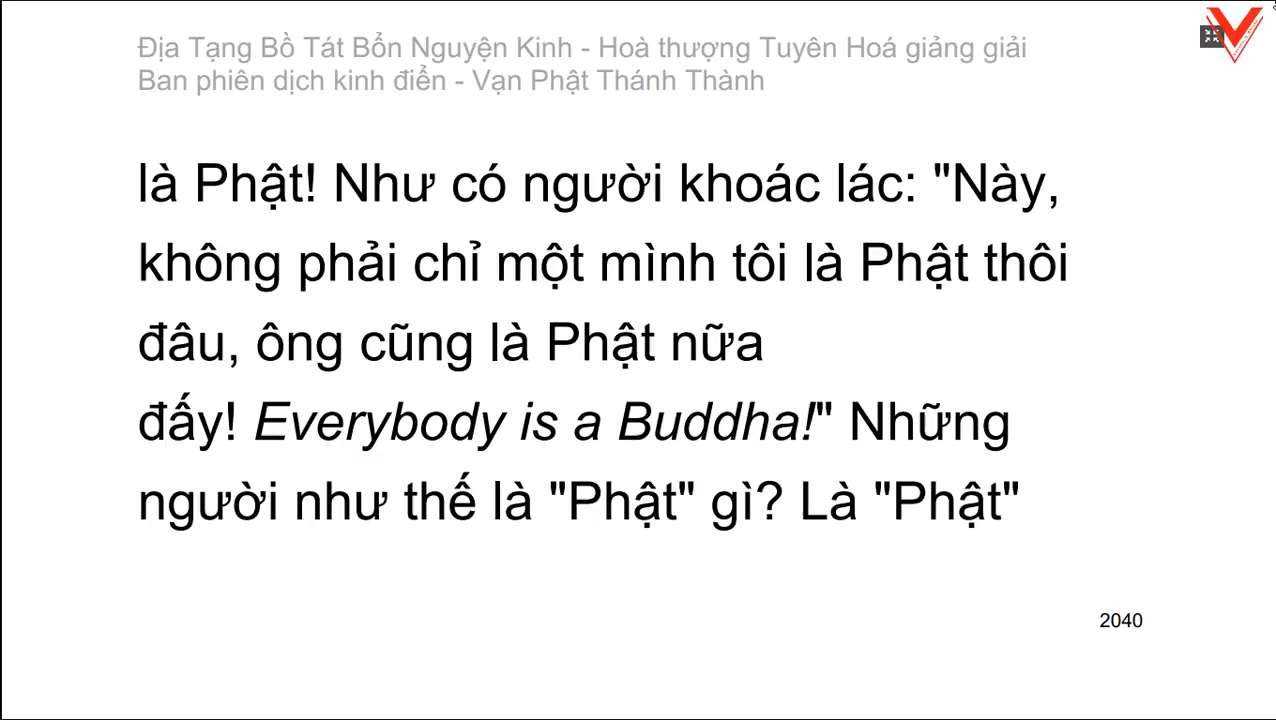 Địa Tạng Bồ Tát Bổn Nguyện Kinh - Hoà thượng Tuyên Hoá giảng giải
Ban phiên dịch kinh điển - Vạn Phật Thánh Thành
là Phật! Như có người khoác lác: "Này,
không phải chỉ một mình tôi là Phật thôi
đâu, ông cũng là Phật nữa
đấy! Everybody is a Buddha!" Những
người như thế là "Phật" gì? Là "Phật"
2040